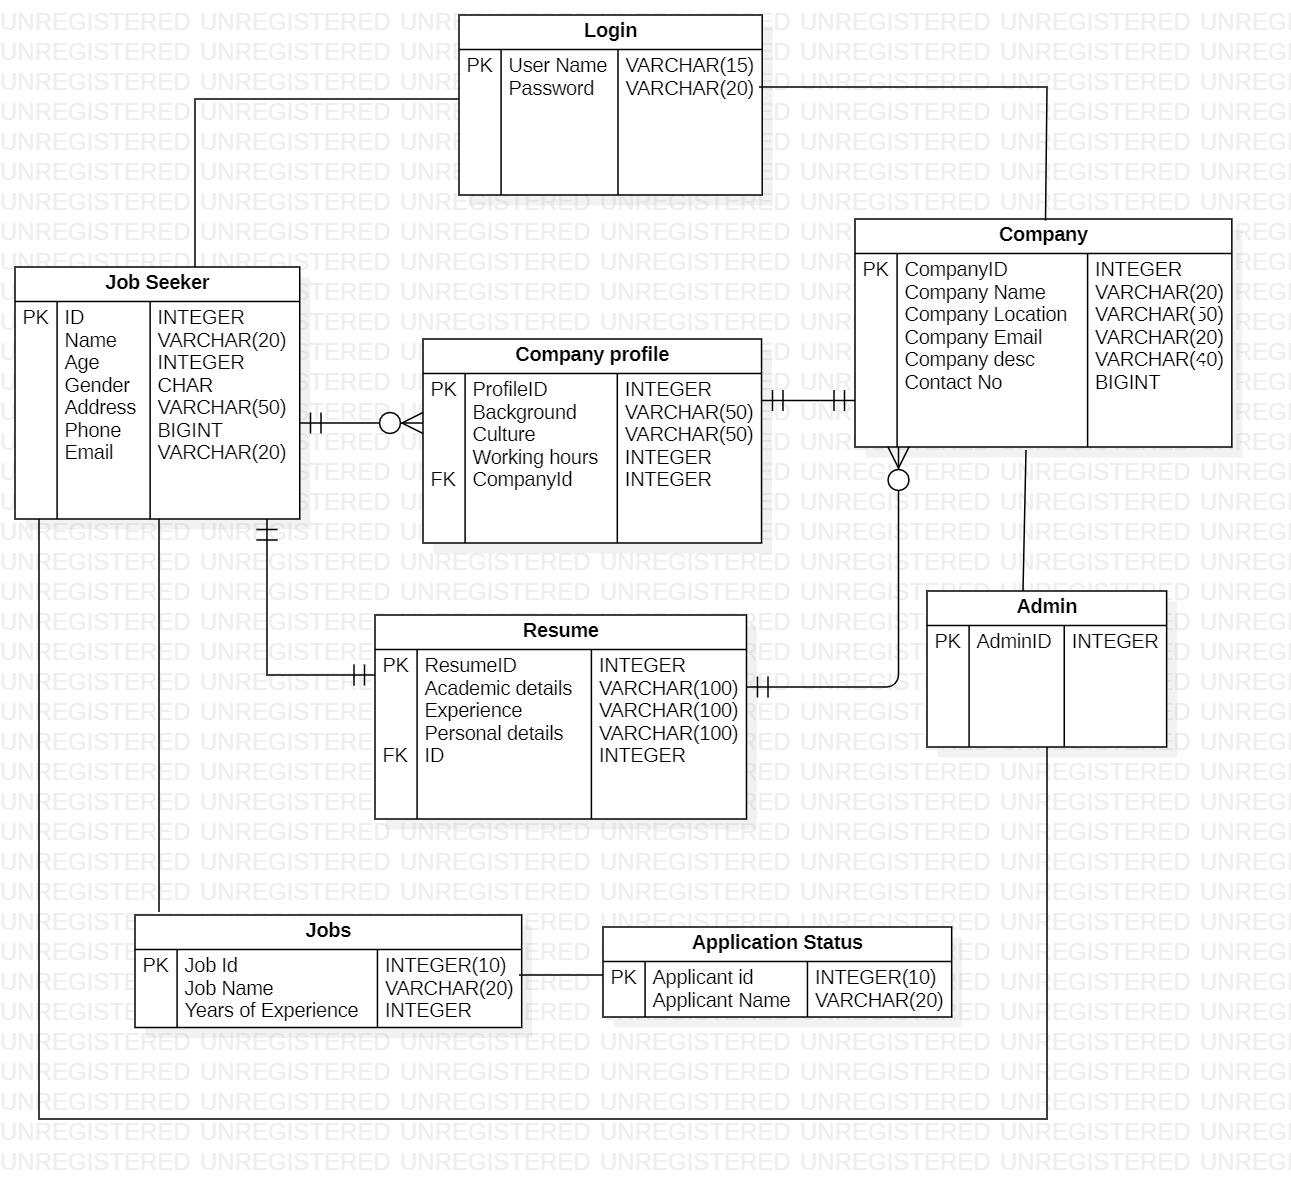 Login
PK User Name VARCHAR(15)
Password VARCHAR(20)
Company
PK CompanyID INTEGER
Company Name VARCHAR(20)
Company Location VARCHAR(50)
Company Email VARCHAR(20)
Company desc VARCHAR(40)
Contact No BIGINT
Job Seeker
PK ID INTEGER
Name VARCHAR(20)
Age INTEGER
Gender CHAR
Address VARCHAR(50)
Phone BIGINT
Email VARCHAR(20)
Company profile
PK ProfileID INTEGER
Background VARCHAR(50)
Culture VARCHAR(50)
Working hours INTEGER
FK CompanyId INTEGER
Admin
PK AdminID INTEGER
Resume
PK ResumeID INTEGER
Academic details VARCHAR(100)
Experience VARCHAR(100)
Personal details VARCHAR(100)
FK ID INTEGER
Jobs
PK Job Id INTEGER(10)
Job Name VARCHAR(20)
Years of Experience INTEGER
Application Status
PK Applicant id INTEGER(10)
Applicant Name VARCHAR(20)
UNREGISTERED